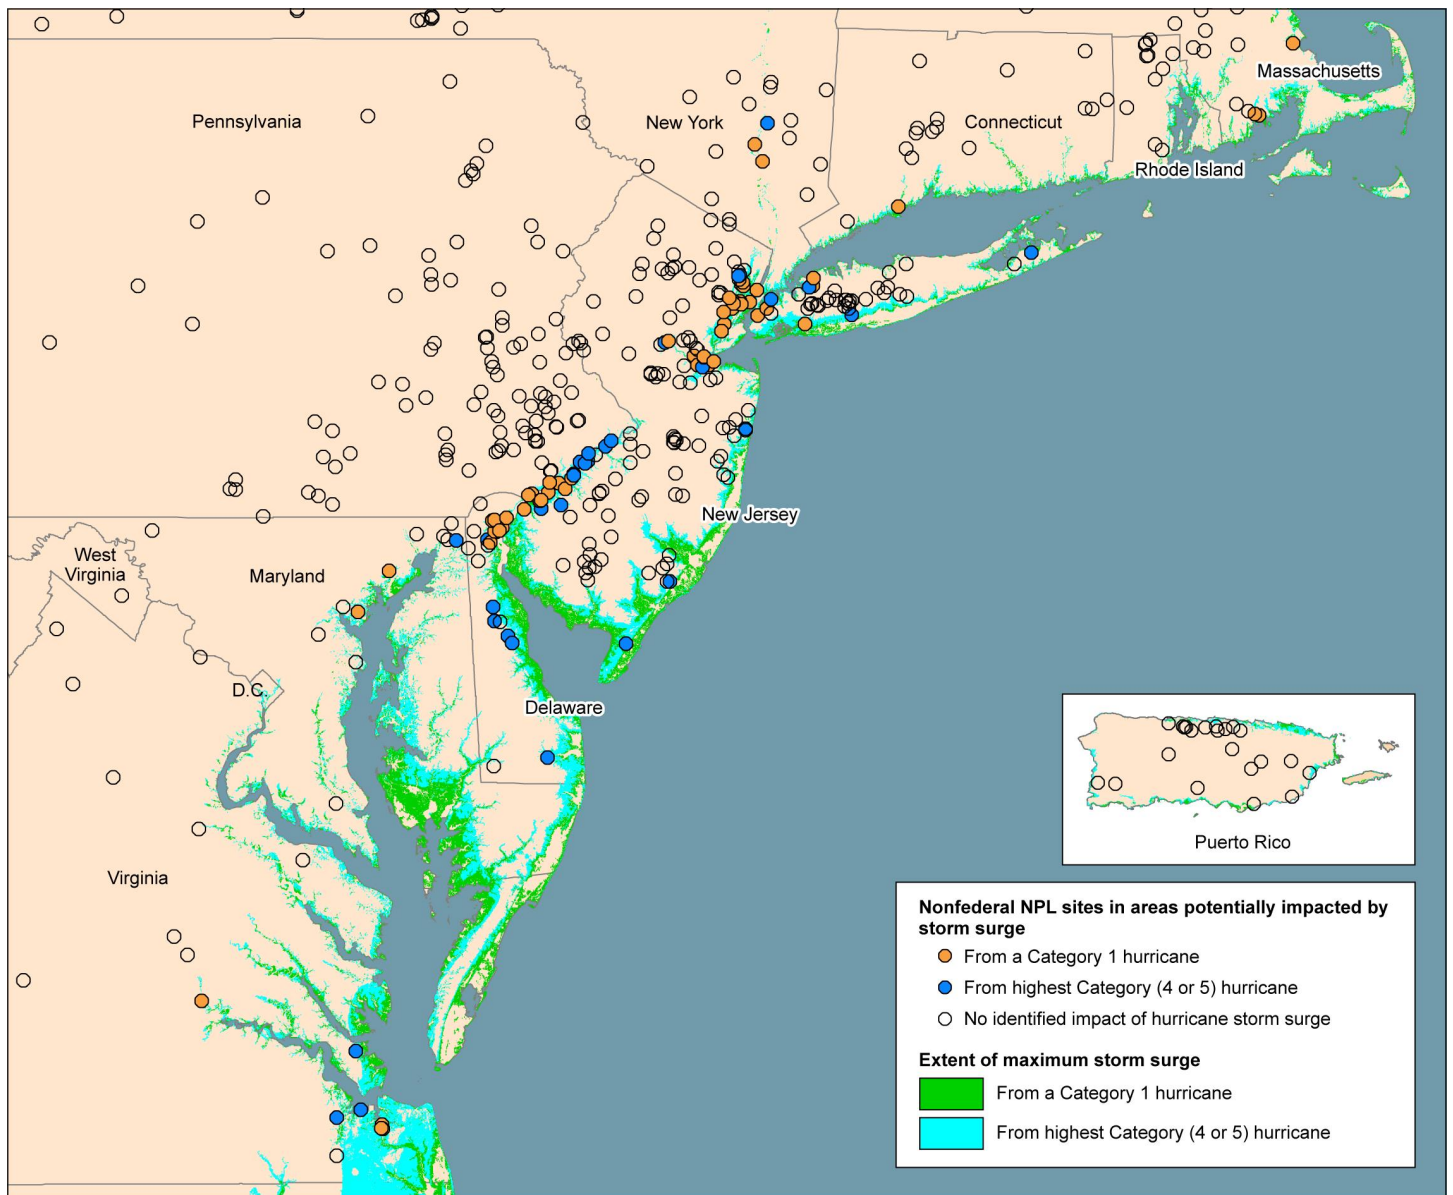 Massachusetts
Pennsylvania
New York
Connecticut
Rhode Island
New Jersey
West
Virginia
Maryland
D.C.
Delaware
Virginia
Puerto Rico
Nonfederal NPL sites in areas potentially impacted by
storm surge
From a Category 1 hurricane
From highest Category (4 or 5) hurricane
No identified impact of hurricane storm surge
Extent of maximum storm surge
From a Category 1 hurricane
From highest Category (4 or 5) hurricane